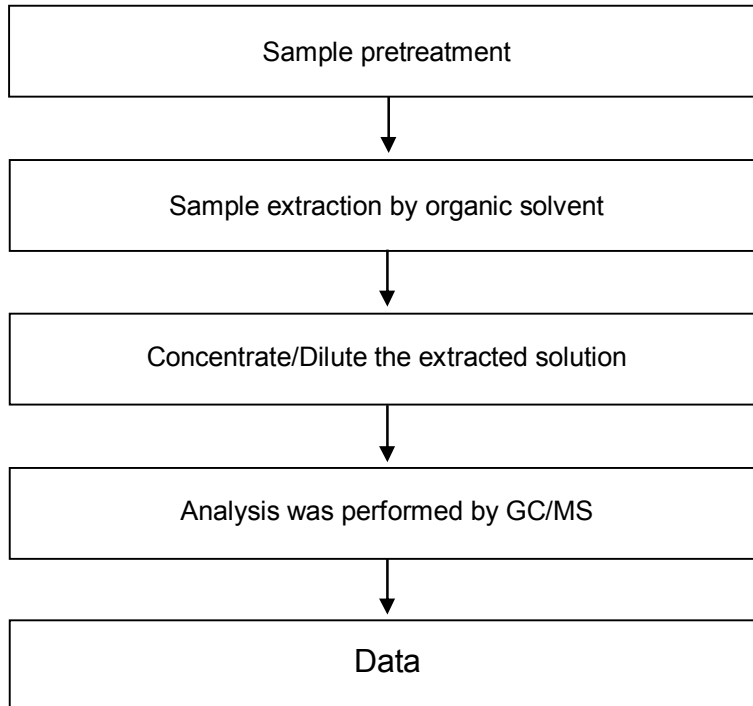 Sample pretreatment
Sample extraction by organic solvent
Concentrate/Dilute the extracted solution
Analysis was performed by GC/MS
Data